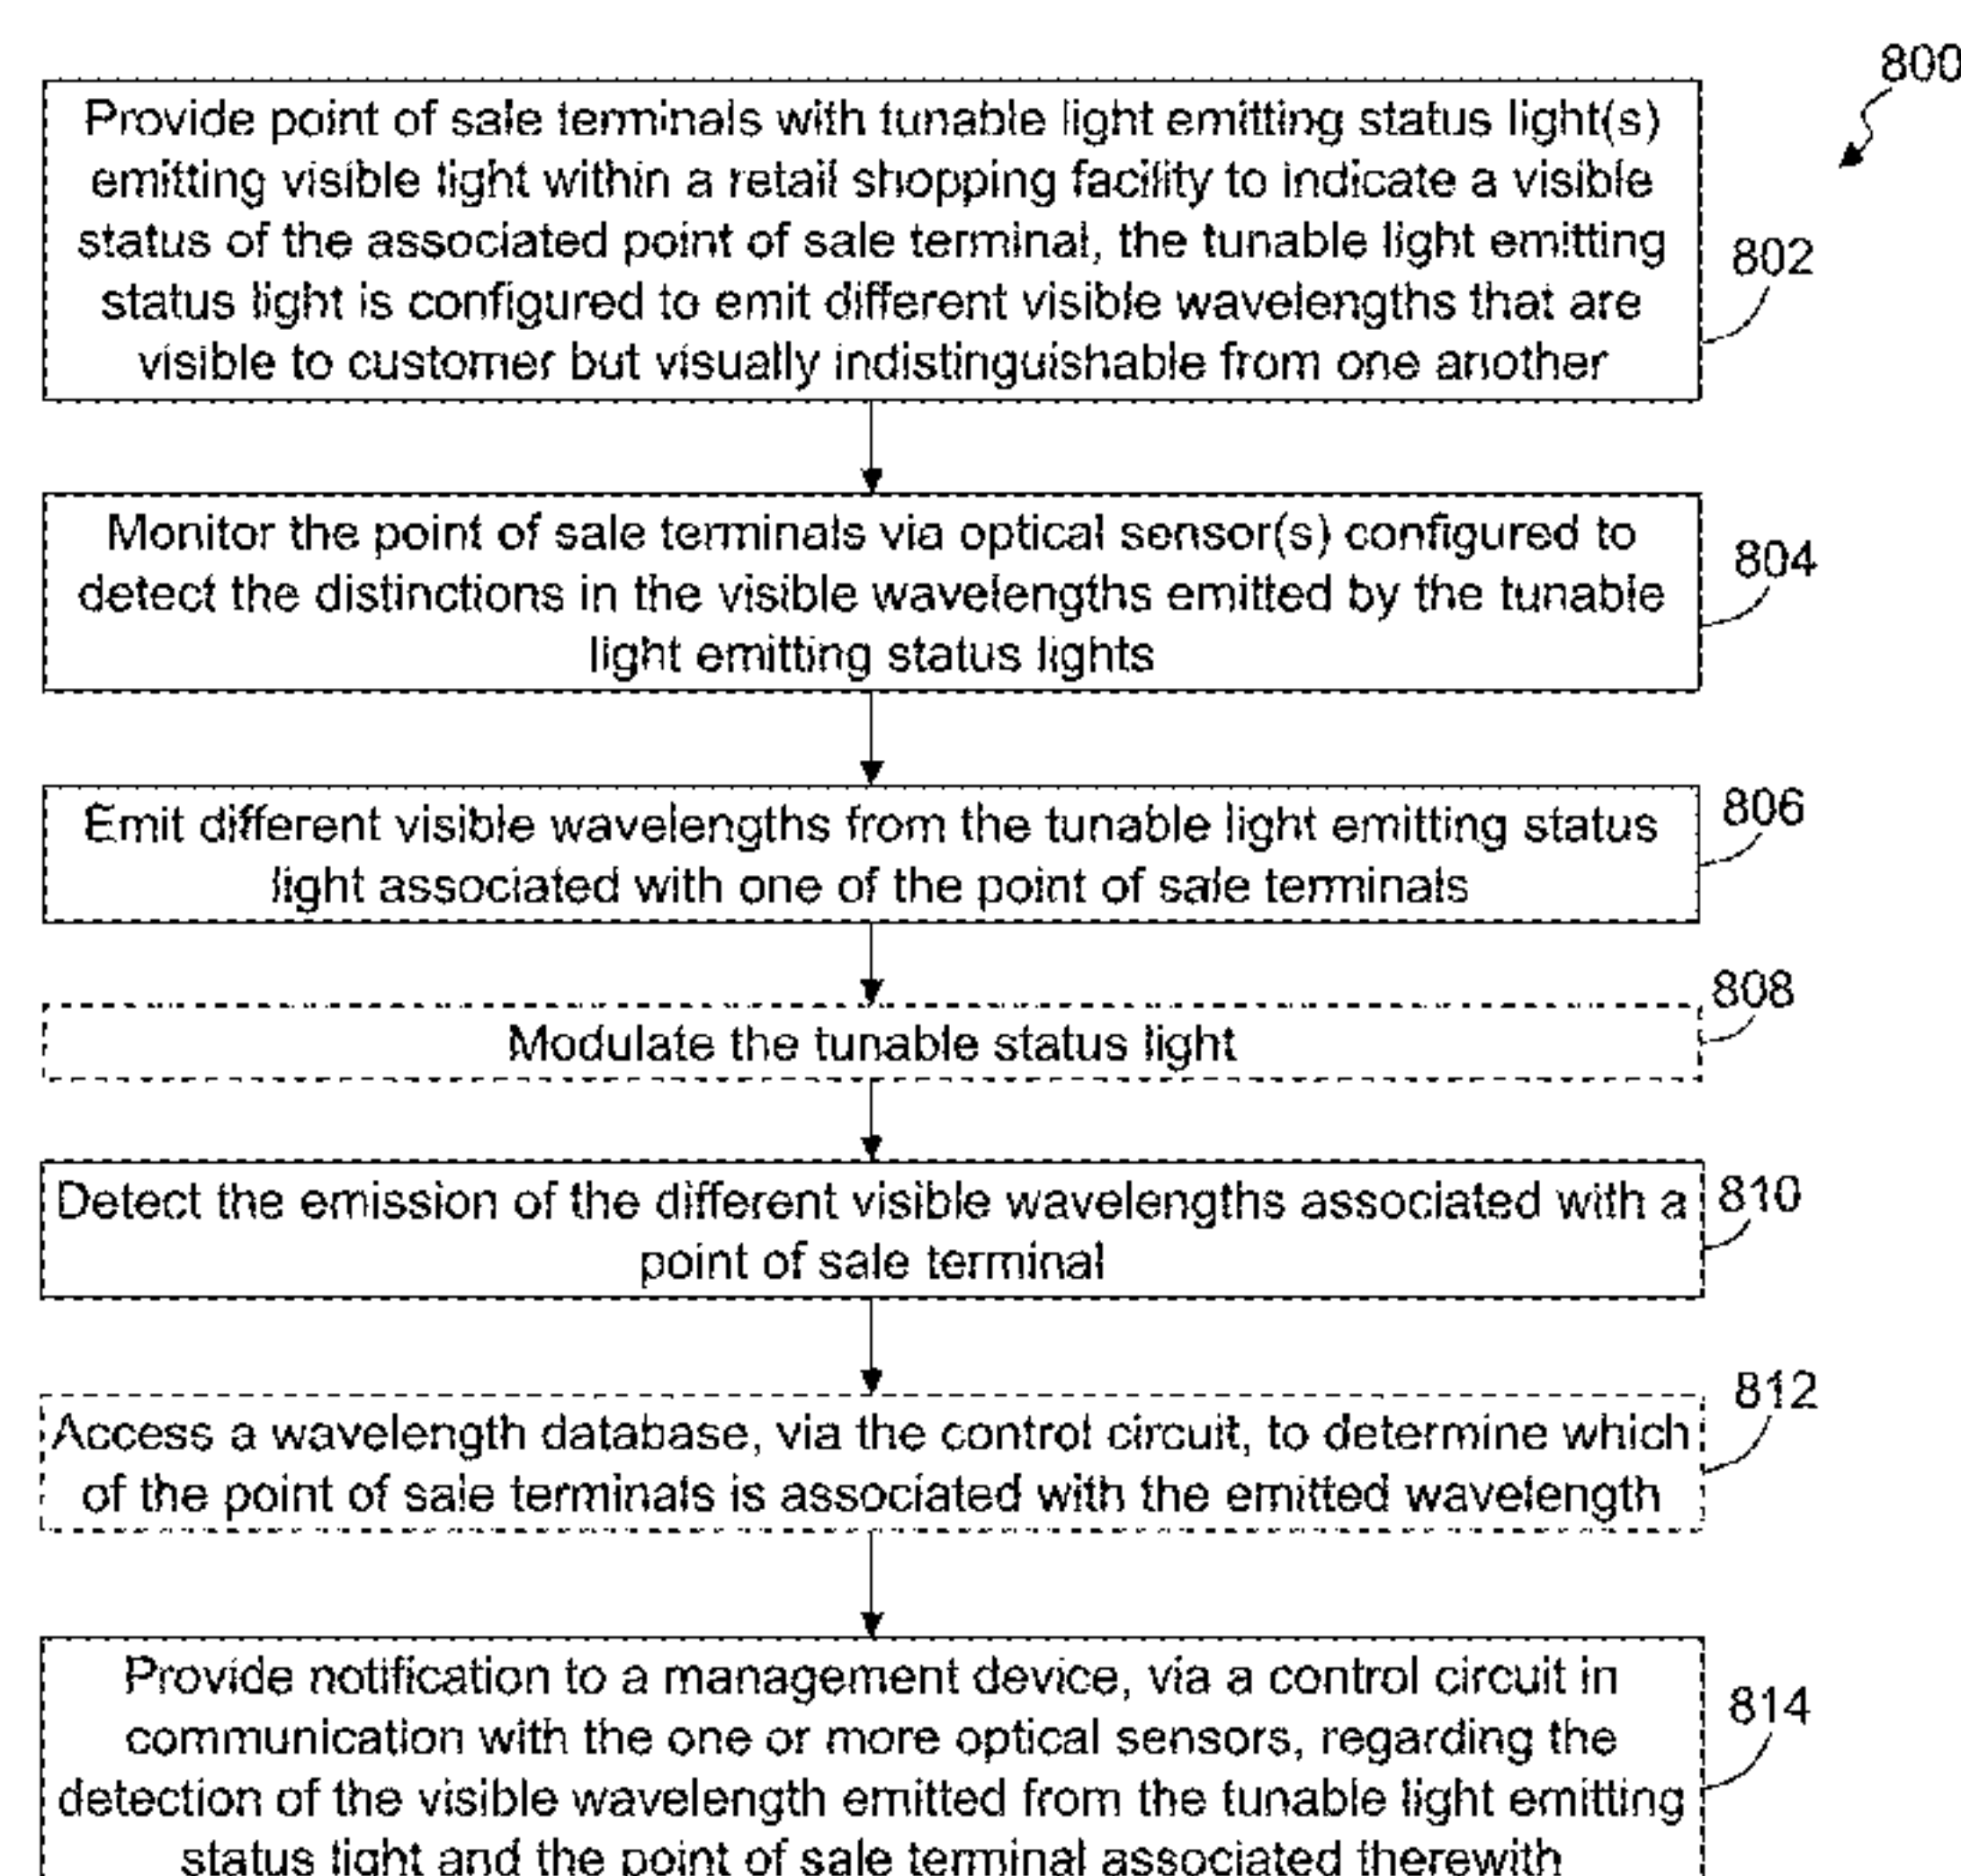 800
Provide point of sale terminals with tunable light emitting status light(s)
emitting visible light within a retail shopping facility to indicate a visible
status of the associated point of sale terminal, the tunable light emitting
status light is configured to emit different visible wavelengths that are
visible to customer but visually indistinguishable from one another
802
Monitor the point of sale terminals via optical sensor(s) configured to
detect the distinctions in the visible wavelengths emitted by the tunable
light emitting status lights
804
Emit different visible wavelengths from the tunable light emitting status
light associated with one of the point of sale terminals
806
Modulate the tunable status light
808
Detect the emission of the different visible wavelengths associated with a
point of sale terminal
810
Access a wavelength database, via the control circuit, to determine which
of the point of sale terminals is associated with the emitted wavelength
812
Provide notification to a management device, via a control circuit in
communication with the one or more optical sensors, regarding the
detection of the visible wavelength emitted from the tunable light emitting
status light and the point of sale terminal associated therewith
814